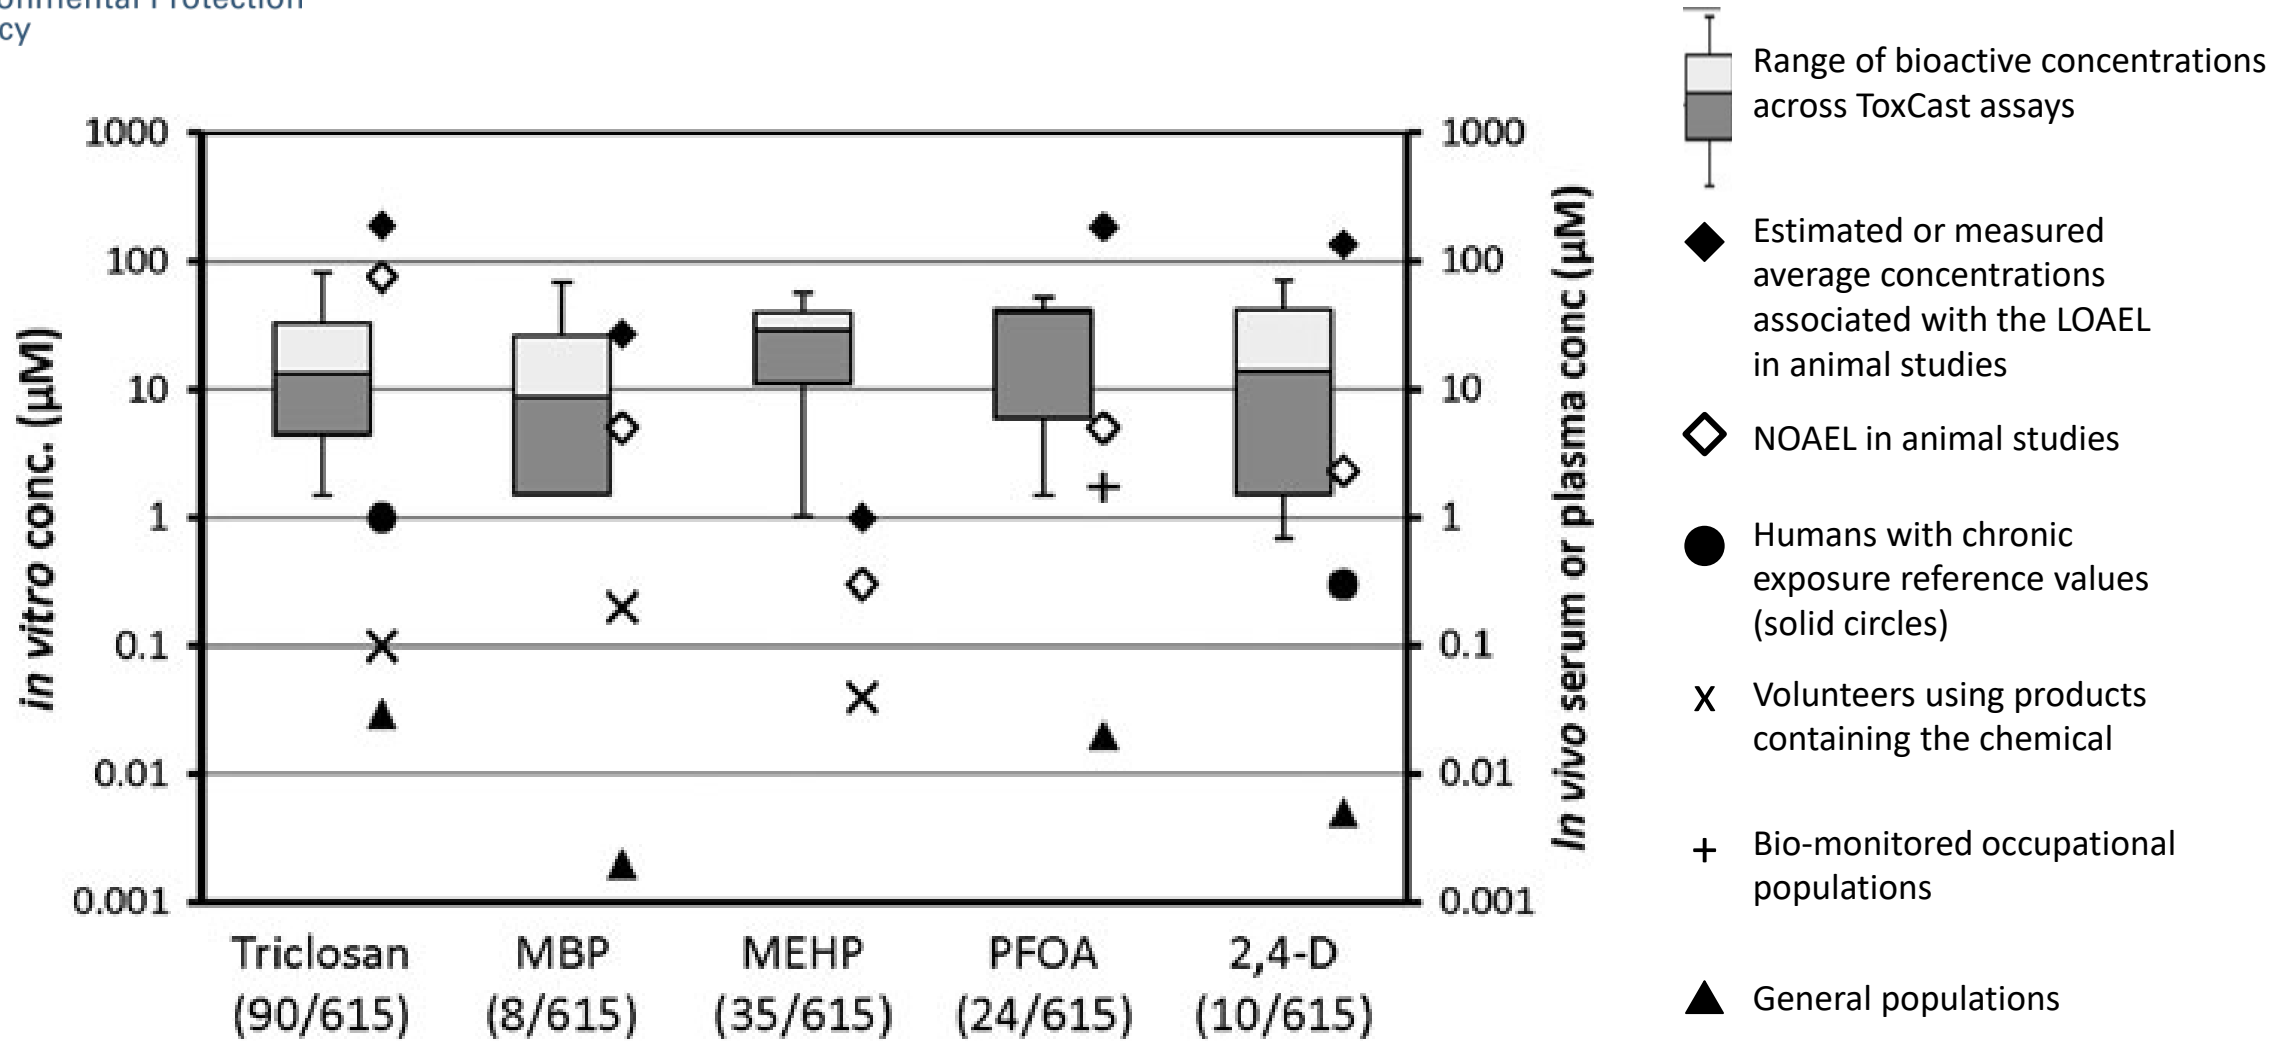 cy
1000
100
10
1
0.1
0.01
0.001
in vitro conc. (µM)
1000
100
10
1
0.1
0.01
0.001
In vivo serum or plasma conc (µM)
Triclosan
(90/615)
MBP
(8/615)
MEHP
(35/615)
PFOA
(24/615)
2,4-D
(10/615)
Range of bioactive concentrations
across ToxCast assays
Estimated or measured
average concentrations
associated with the LOAEL
in animal studies
NOAEL in animal studies
Humans with chronic
exposure reference values
(solid circles)
Volunteers using products
containing the chemical
Bio-monitored occupational
populations
General populations